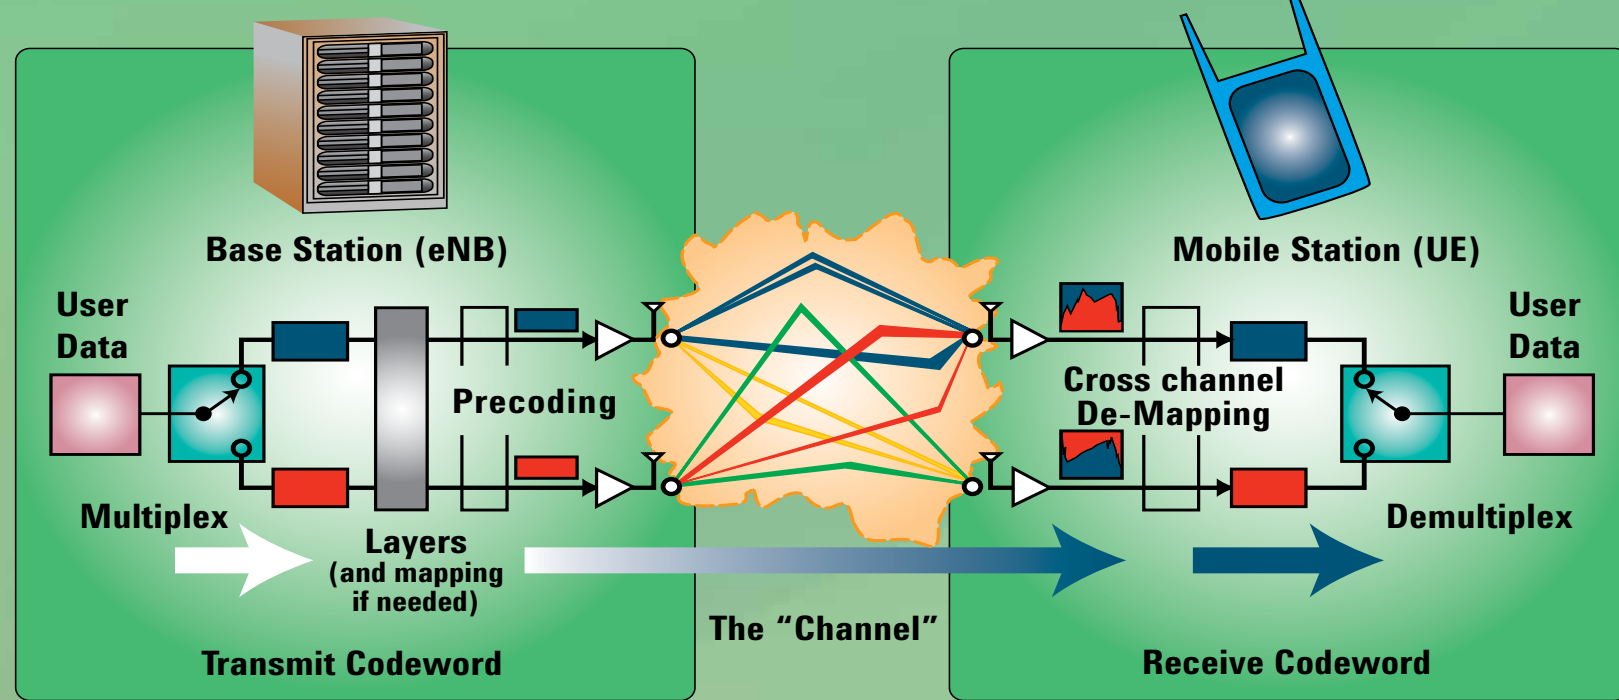 Base Station (eNB)
Mobile Station (UE)
User
Data
Precoding
Multiplex
Layers
(and mapping
if needed)
Transmit Codeword
The “Channel”
Cross channel
De-Mapping
User
Data
Demultiplex
Receive Codeword